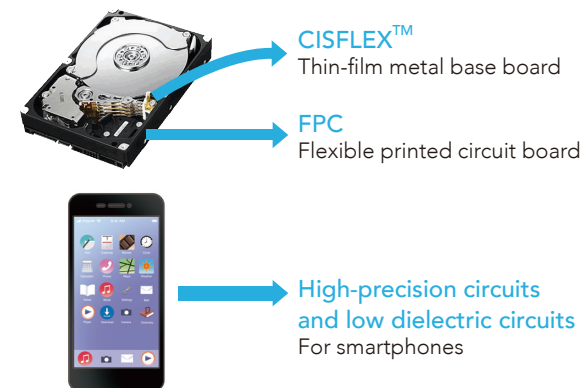 CISFLEX™
Thin-film metal base board
FPC
Flexible printed circuit board
High-precision circuits
and low dielectric circuits
For smartphones